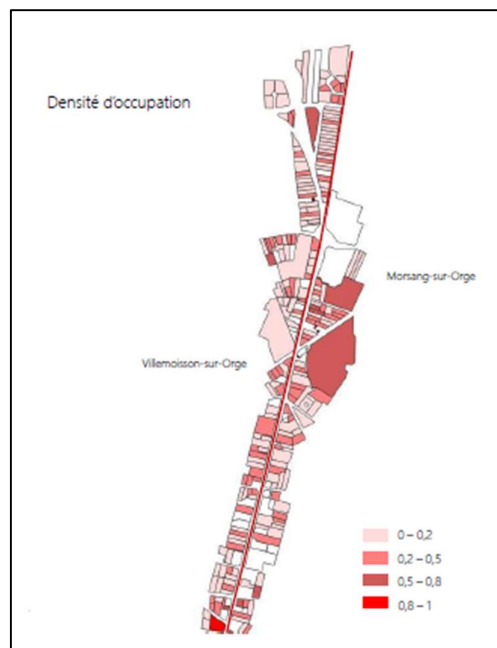 Densité d'occupation
Morsang-sur-Orge
Villemoisson-sur-Orge
0 – 0,2
0,2 – 0,5
0,5 – 0,8
0,8 – 1